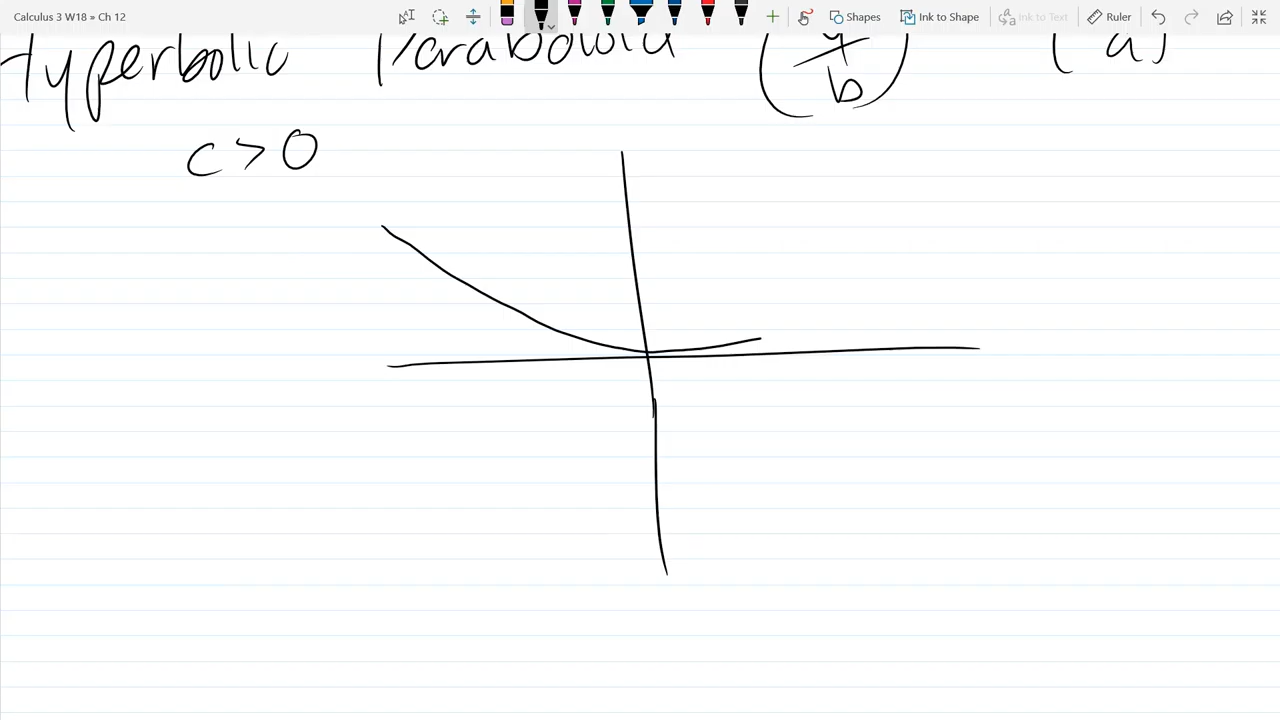 Calculus 3 W18 » Ch 12
Shapes
Ink to Shape
Ink to Text
Ruler
Hyperbolic Paraboloid (y/b) (a)
c > 0